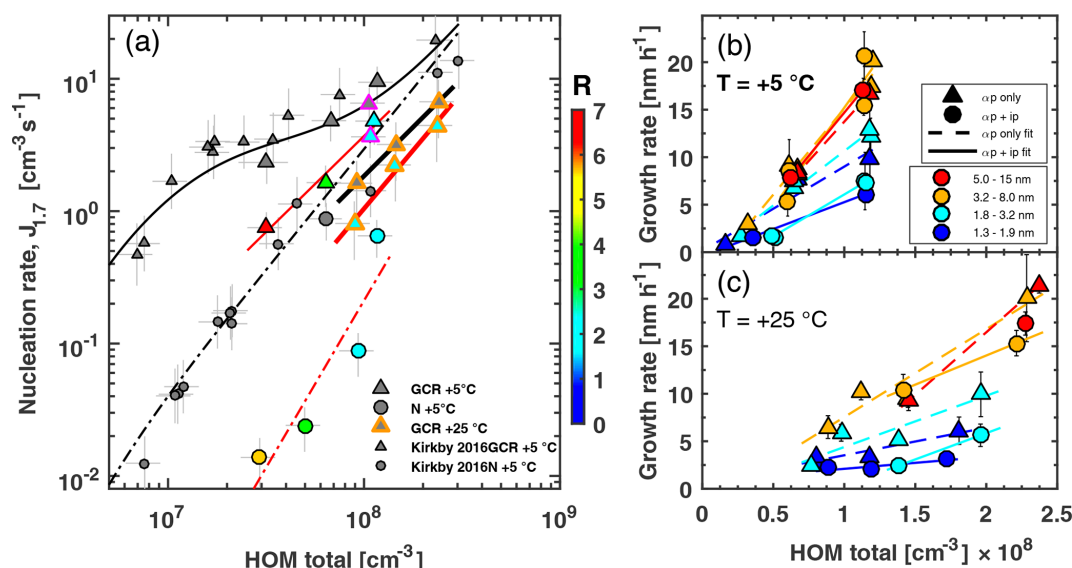 (a)
Nucleation rate, J1.7 [cm-3 s-1]
10^1
10^0
10^-1
10^-2
10^7
10^8
10^9
HOM total [cm-3]
GCR +5°C
N +5°C
GCR +25 °C
Kirkby 2016GCR +5 °C
Kirkby 2016N +5 °C
R
7
6
5
4
3
2
1
0
(b)
T = +5 °C
Growth rate [nm h-1]
20
15
10
5
0
αp only
αp + ip
αp only fit
αp + ip fit
5.0 - 15 nm
3.2 - 8.0 nm
1.8 - 3.2 nm
1.3 - 1.9 nm
(c)
T = +25 °C
Growth rate [nm h-1]
20
15
10
5
0
0
0.5
1
1.5
2
2.5
HOM total [cm-3] × 10^8